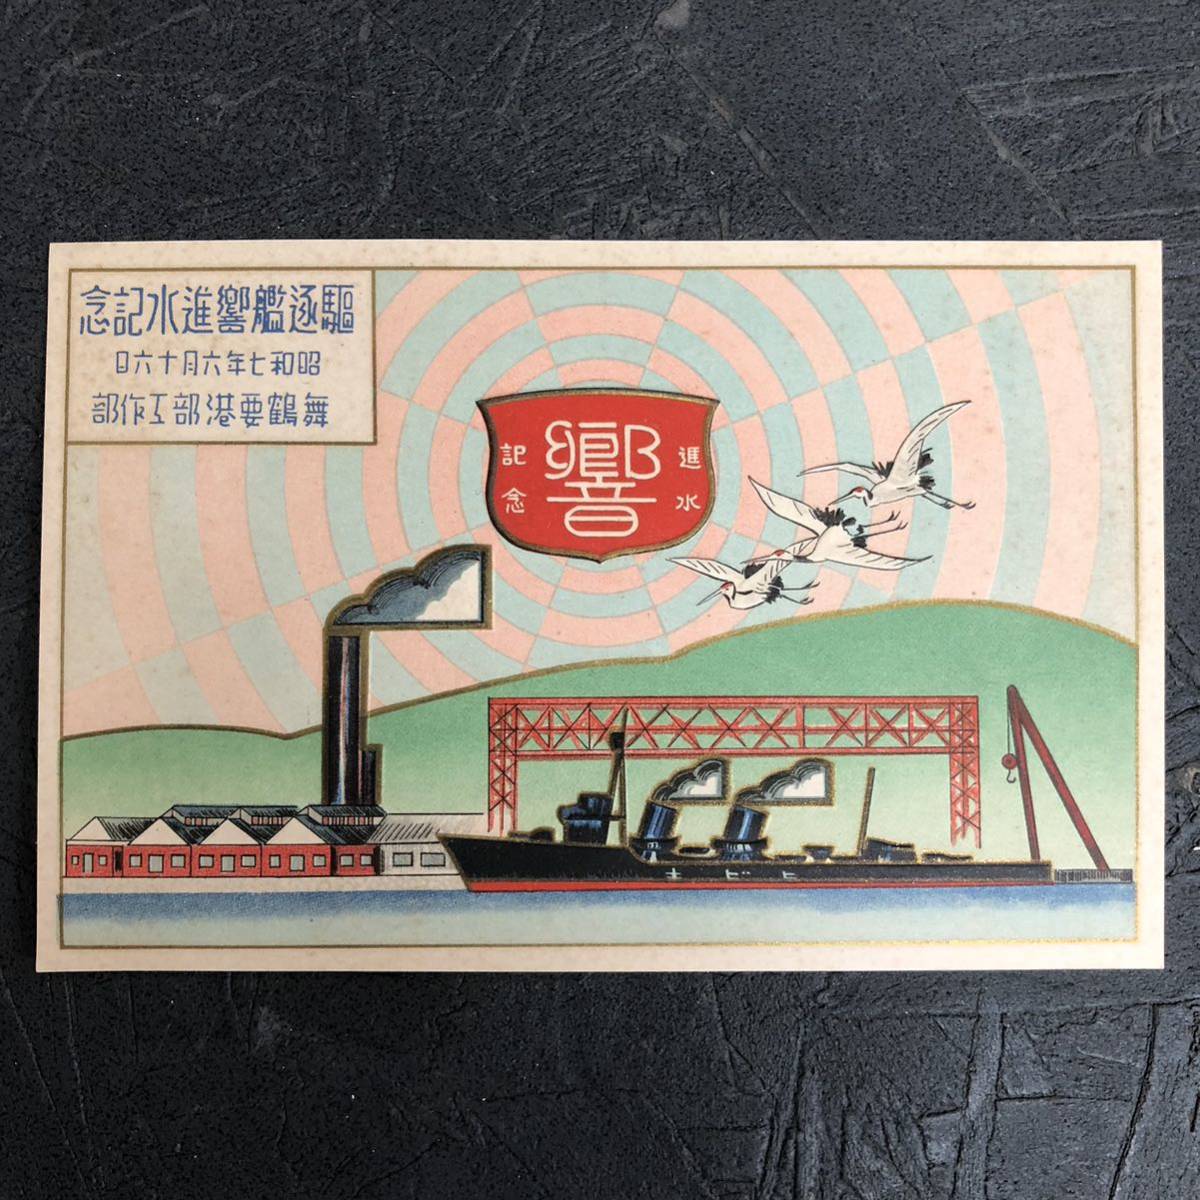 驅逐艦響進水記念
昭和七年六月十六日
舞鶴要港部工作部
進水
響
記念
ヒビキ